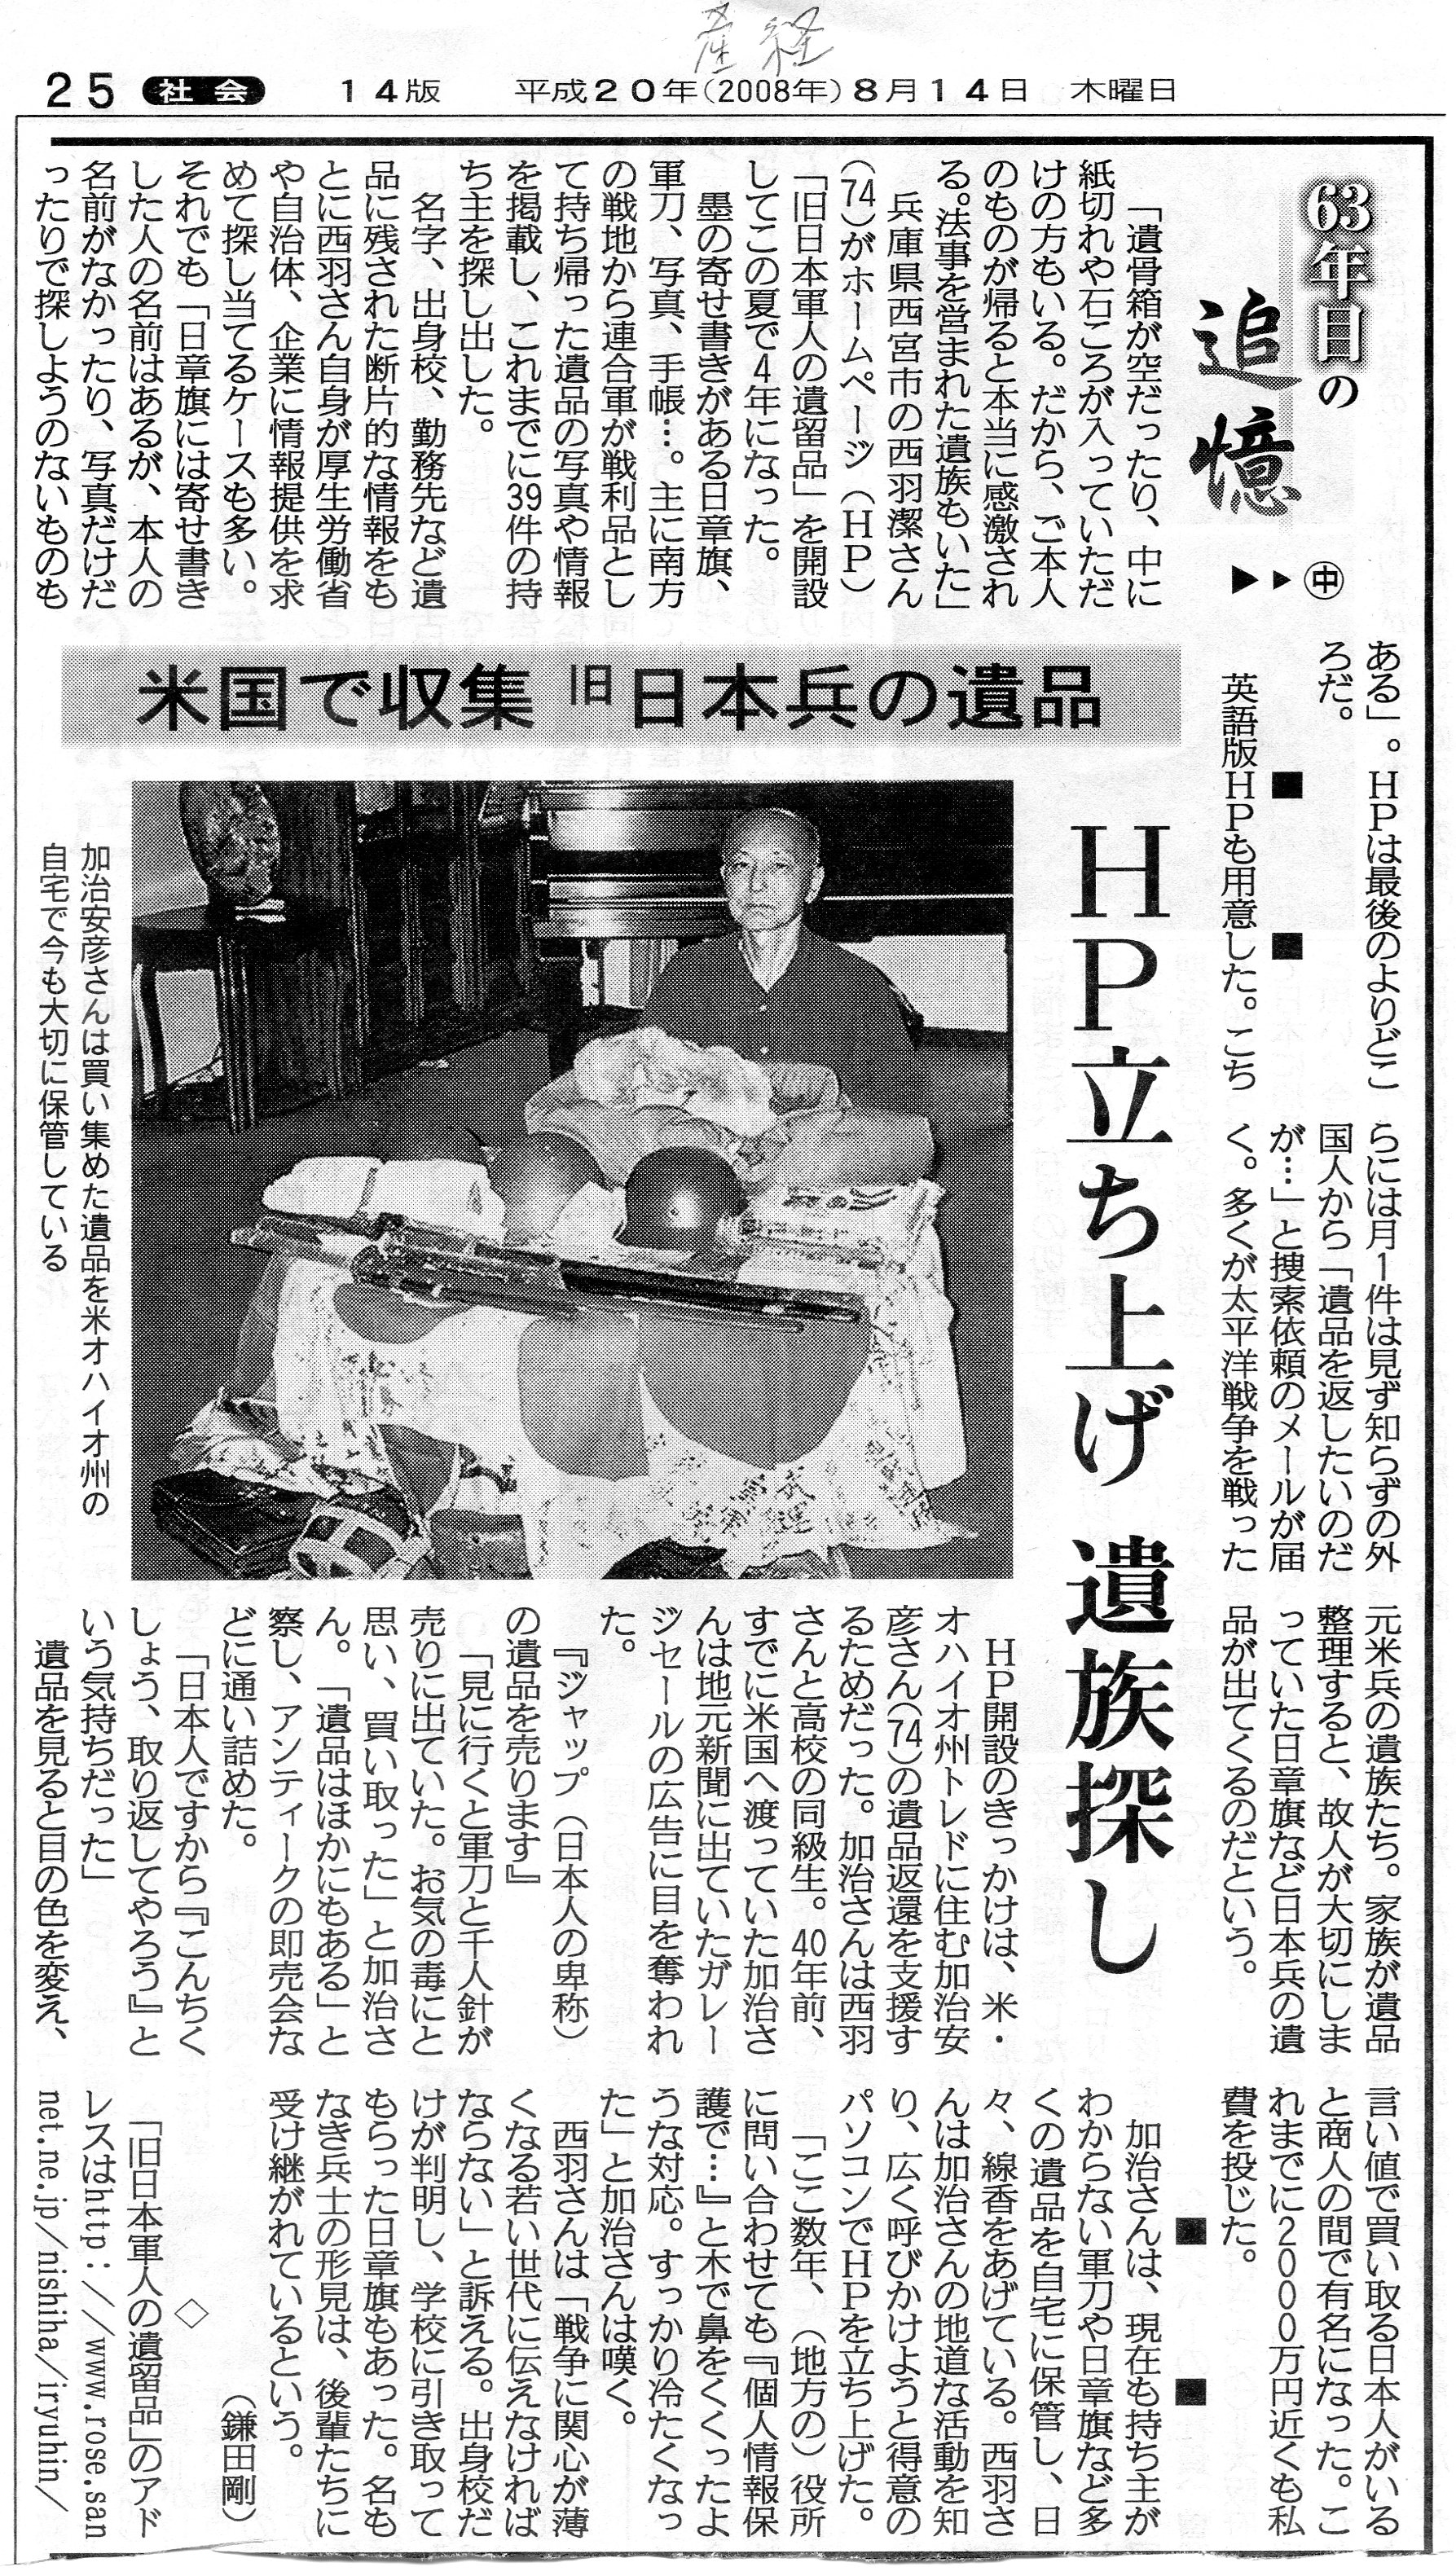 産経
25 社会 14版 平成20年(2008年)8月14日 木曜日
63年目の
追憶
㊥
「遺骨箱が空だったり、中に
紙切れや石ころが入っていただ
けの方もいる。だから、ご本人
のものが帰ると本当に感激され
る。法事を営まれた遺族もいた」
兵庫県西宮市の西羽潔さん
(74)がホームページ(HP)
「旧日本軍人の遺留品」を開設
してこの夏で4年になった。
墨の寄せ書きがある日章旗、
軍刀、写真、手帳…。主に南方
の戦地から連合軍が戦利品とし
て持ち帰った遺品の写真や情報
を掲載し、これまでに39件の持
ち主を探し出した。
名字、出身校、勤務先など遺
品に残された断片的な情報をも
とに西羽さん自身が厚生労働省
や自治体、企業に情報提供を求
めて探し当てるケースも多い。
それでも「日章旗には寄せ書き
した人の名前はあるが、本人の
名前がなかったり、写真だけだ
ったりで探しようのないものも
米国で収集 旧日本兵の遺品
HP立ち上げ 遺族探し
ある」。HPは最後のよりどこ
ろだ。
■ ■
英語版HPも用意した。こち
らには月1件は見ず知らずの外
国人から「遺品を返したいのだ
が…」と捜索依頼のメールが届
く。多くが太平洋戦争を戦った
元米兵の遺族たち。家族が遺品
整理すると、故人が大切にしま
っていた日章旗など日本兵の遺
品が出てくるのだという。
加治安彦さんは買い集めた遺品を米オハイオ州の
自宅で今も大切に保管している
HP開設のきっかけは、米・
オハイオ州トレドに住む加治安
彦さん(74)の遺品返還を支援す
るためだった。加治さんは西羽
さんと高校の同級生。40年前、
すでに米国へ渡っていた加治さ
んは地元新聞に出ていたガレー
ジセールの広告に目を奪われ
た。
『ジャップ(日本人の卑称)
の遺品を売ります』
「見に行くと軍刀と千人針が
売りに出ていた。お気の毒にと
思い、買い取った」と加治さ
ん。「遺品はほかにもある」と
察し、アンティークの即売会な
どに通い詰めた。
「日本人ですから『こんちく
しょう、取り返してやろう』と
いう気持ちだった」
遺品を見ると目の色を変え、
言い値で買い取る日本人がいる
と商人の間で有名になった。こ
れまでに2000万円近くも私
費を投じた。
■ ■
加治さんは、現在も持ち主が
わからない軍刀や日章旗など多
くの遺品を自宅に保管し、日
々、線香をあげている。西羽さ
んは加治さんの地道な活動を知
り、広く呼びかけようと得意の
パソコンでHPを立ち上げた。
「ここ数年、(地方の)役所
に問い合わせても『個人情報保
護で…』と木で鼻をくくったよ
うな対応。すっかり冷たくなっ
た」と加治さんは嘆く。
西羽さんは「戦争に関心が薄
くなる若い世代に伝えなければ
ならない」と訴える。出身校だ
けが判明し、学校に引き取って
もらった日章旗もあった。名も
なき兵士の形見は、後輩たちに
受け継がれているという。
(鎌田剛)
◇
「旧日本軍人の遺留品」のアド
レスはhttp://www.rose.san
net.ne.jp/nishiha/iryuhin/